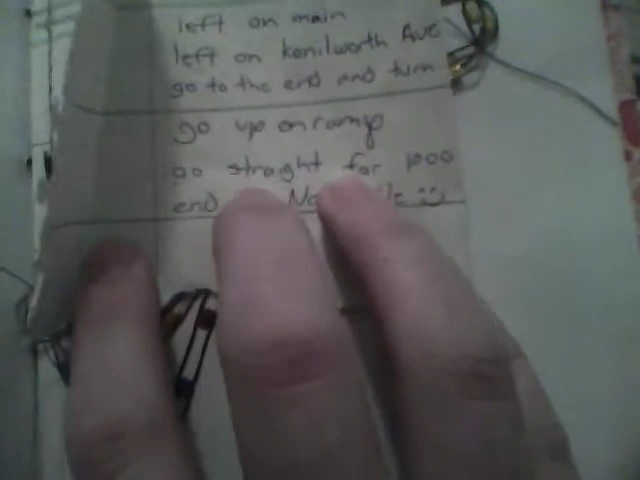 left on main
left on kenilworth Ave
go to the end and turn
go up on ramp
go straight for 1000
end